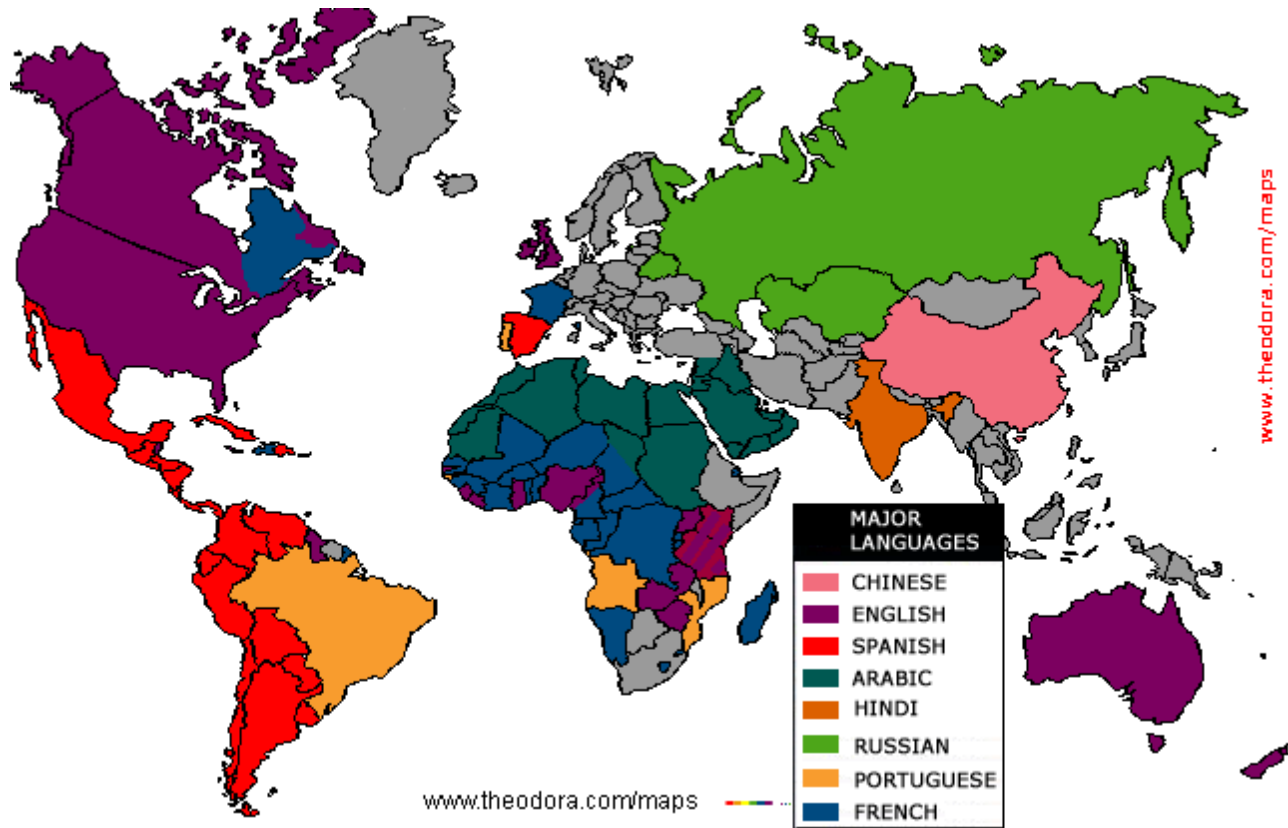 www.theodora.com/maps
MAJOR
LANGUAGES
CHINESE
ENGLISH
SPANISH
ARABIC
HINDI
RUSSIAN
PORTUGUESE
FRENCH
www.theodora.com/maps